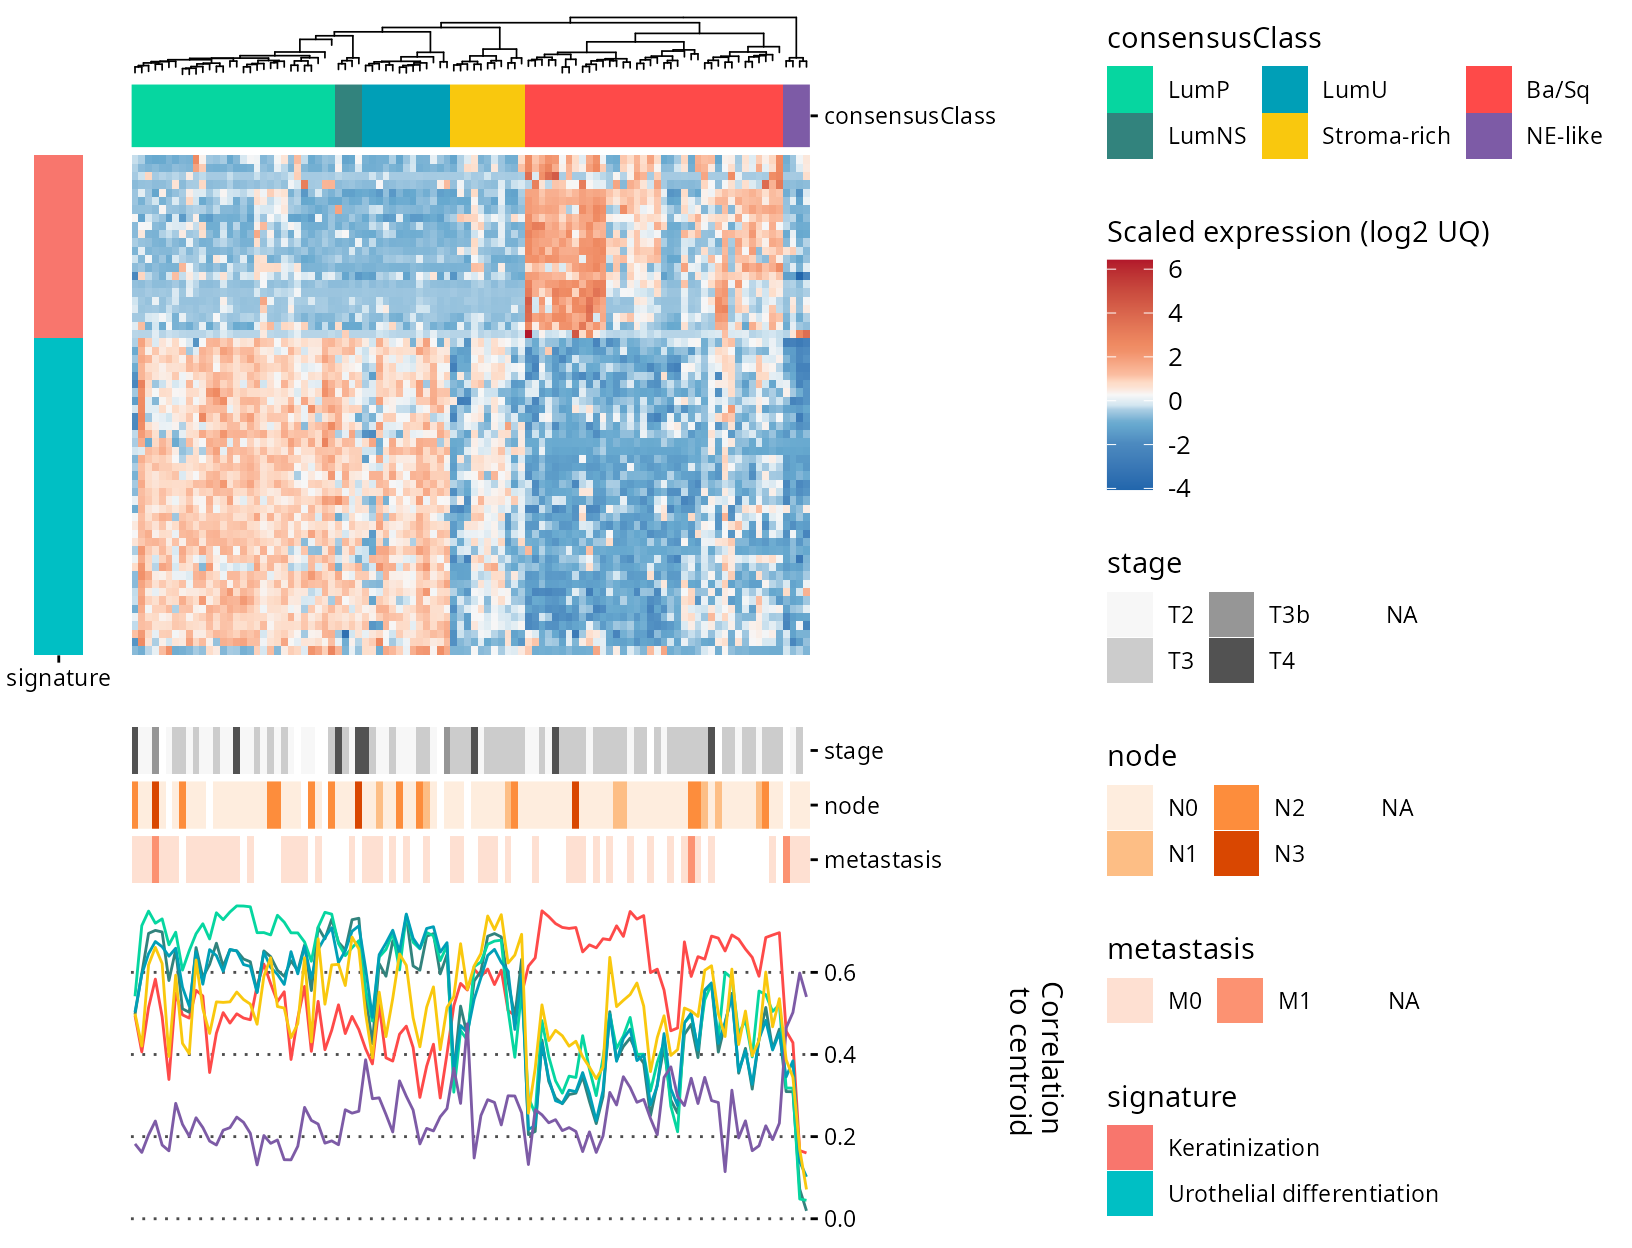 consensusClass
signature
stage
node
metastasis
0.6
0.4
0.2
0.0
Correlation
to centroid
consensusClass
LumP
LumU
Ba/Sq
LumNS
Stroma-rich
NE-like
Scaled expression (log2 UQ)
6
4
2
0
-2
-4
stage
T2
T3b
NA
T3
T4
node
N0
N2
NA
N1
N3
metastasis
M0
M1
NA
signature
Keratinization
Urothelial differentiation